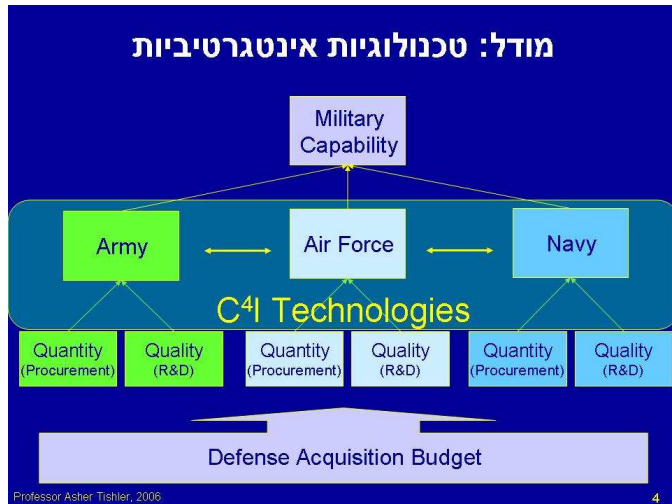 מודל: טכנולוגיות אינטגרטיביות
Military
Capability
Army
Air Force
Navy
C⁴I Technologies
Quantity
(Procurement)
Quality
(R&D)
Quantity
(Procurement)
Quality
(R&D)
Quantity
(Procurement)
Quality
(R&D)
Defense Acquisition Budget
Professor Asher Tishler, 2006
4